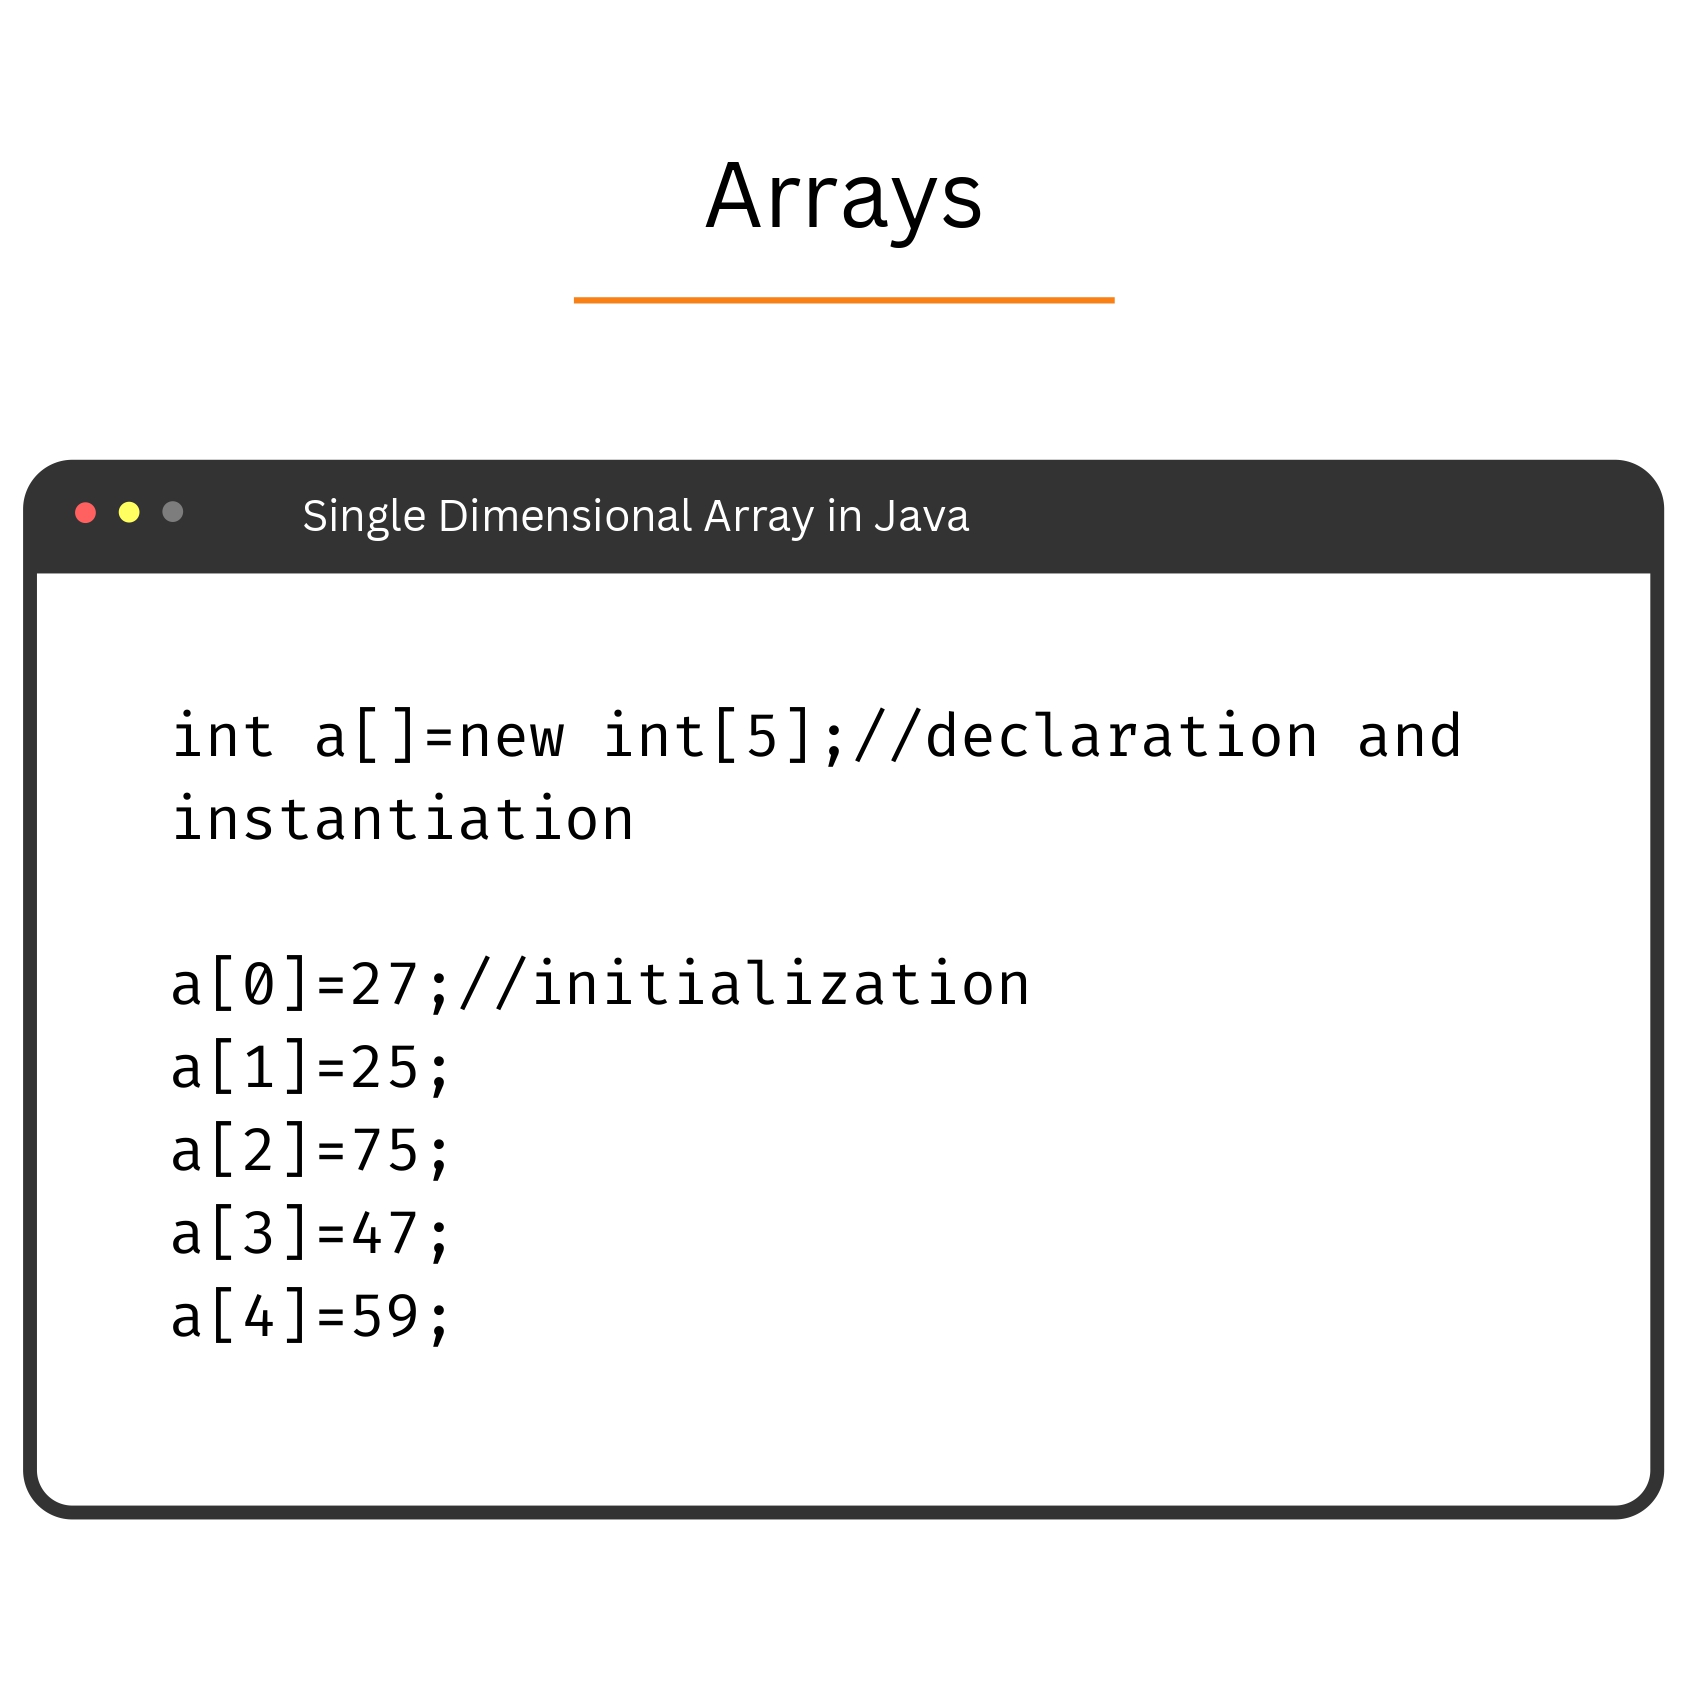 Arrays
Single Dimensional Array in Java
int a[]=new int[5];//declaration and
instantiation
a[0]=27;//initialization
a[1]=25;
a[2]=75;
a[3]=47;
a[4]=59;